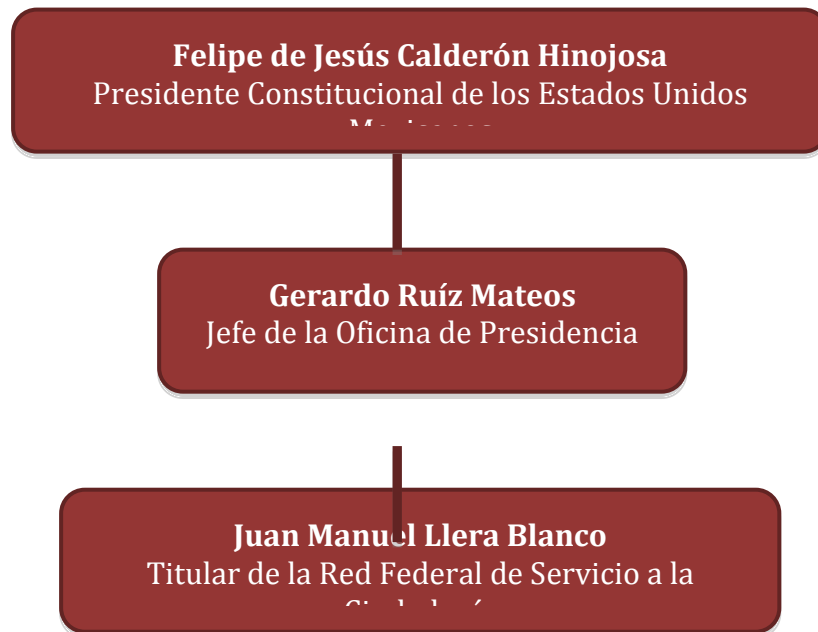 Felipe de Jesús Calderón Hinojosa
Presidente Constitucional de los Estados Unidos
Gerardo Ruíz Mateos
Jefe de la Oficina de Presidencia
Juan Manuel Llera Blanco
Titular de la Red Federal de Servicio a la